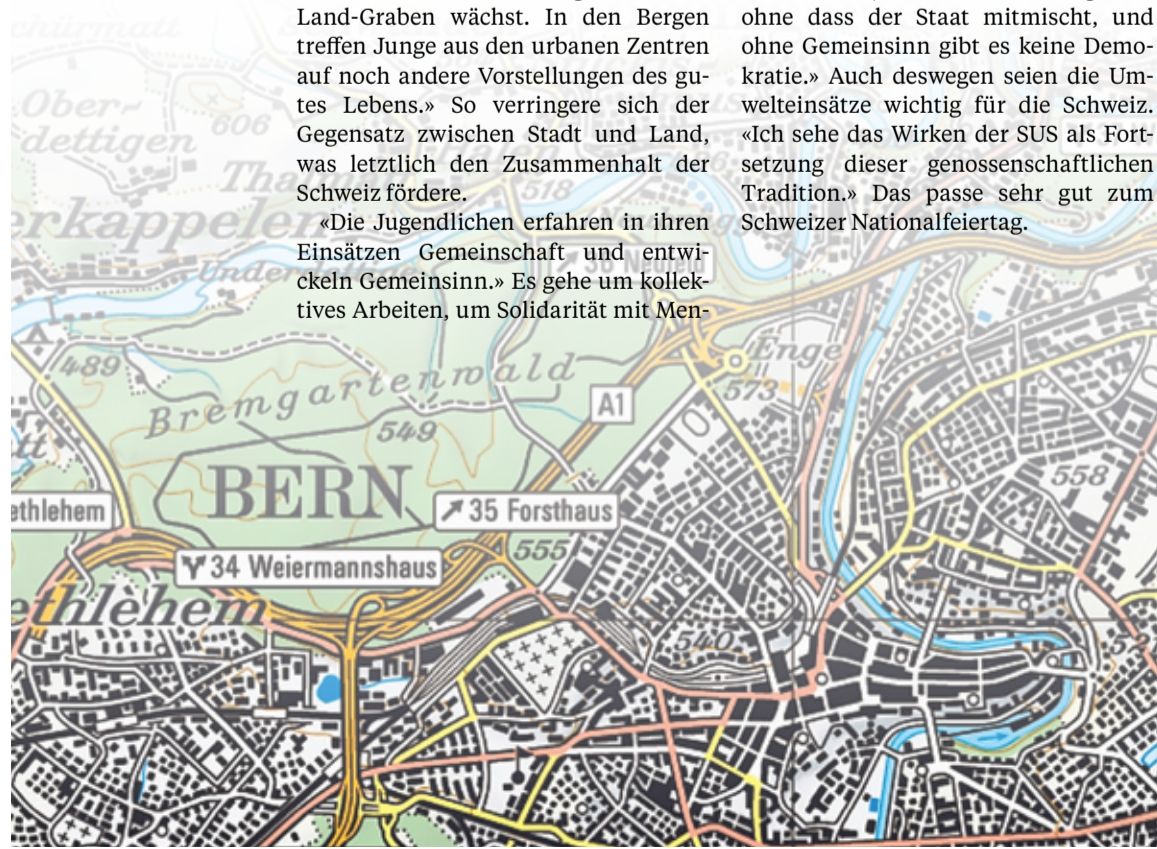 Land-Graben wächst. In den Bergen
treffen Junge aus den urbanen Zentren
auf noch andere Vorstellungen des gu-
tes Lebens.» So verringere sich der
Gegensatz zwischen Stadt und Land,
was letztlich den Zusammenhalt der
Schweiz fördere.
«Die Jugendlichen erfahren in ihren
Einsätzen Gemeinschaft und entwi-
ckeln Gemeinsinn.» Es gehe um kollek-
tives Arbeiten, um Solidarität mit Men-
ohne dass der Staat mitmischt, und
ohne Gemeinsinn gibt es keine Demo-
kratie.» Auch deswegen seien die Um-
welteinsätze wichtig für die Schweiz.
«Ich sehe das Wirken der SUS als Fort-
setzung dieser genossenschaftlichen
Tradition.» Das passe sehr gut zum
Schweizer Nationalfeiertag.
Ober-
dettigen
606
518
36 Neufeld
489
Bremgartenwald
Enge
573
A1
549
558
BERN
ethlehem
35 Forsthaus
555
34 Weiermannshaus
ethlehem
540